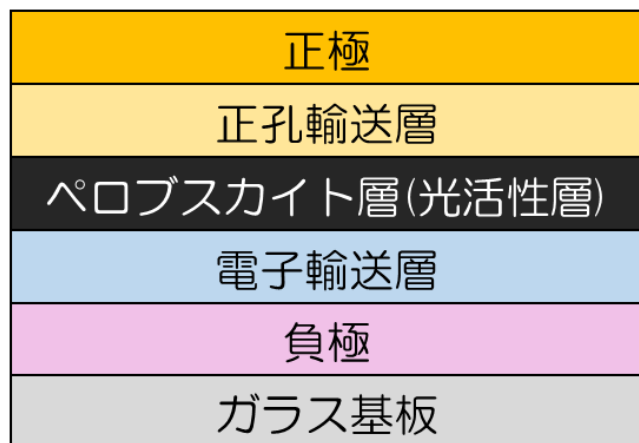 正極
正孔輸送層
ペロブスカイト層(光活性層)
電子輸送層
負極
ガラス基板